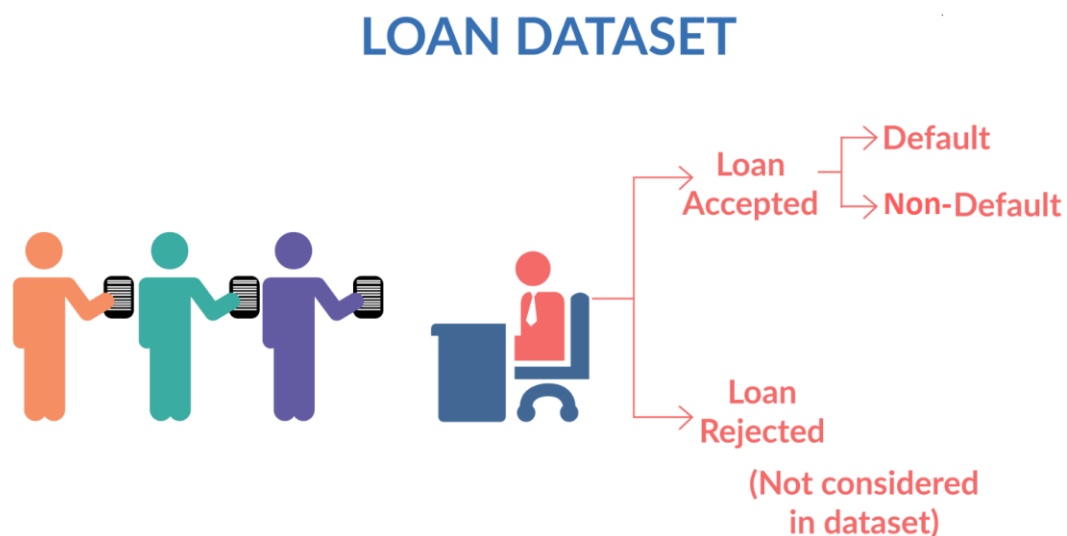 LOAN DATASET
Loan
Accepted
Default
Non-Default
Loan
Rejected
(Not considered
in dataset)